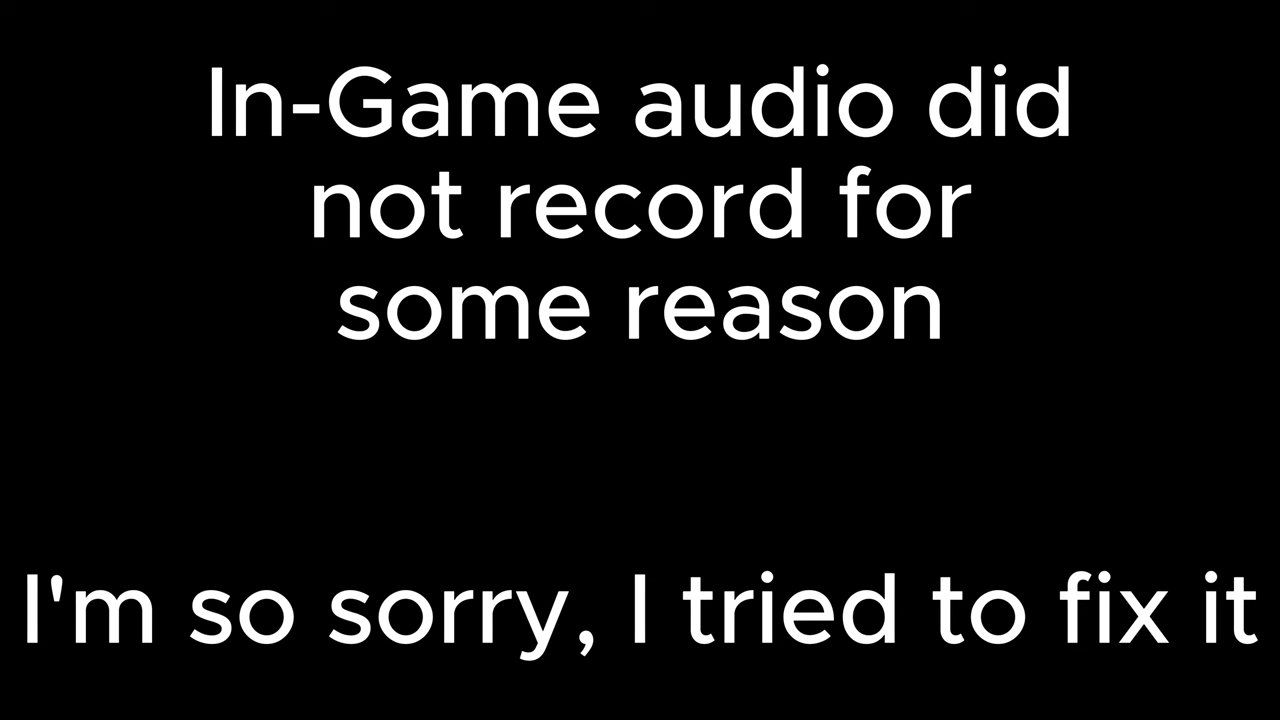 In-Game audio did
not record for
some reason
I'm so sorry, I tried to fix it